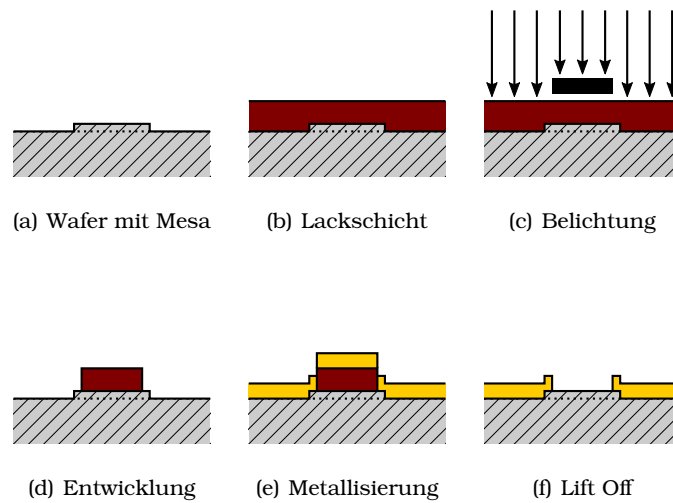 (a) Wafer mit Mesa
(b) Lackschicht
(c) Belichtung
(d) Entwicklung
(e) Metallisierung
(f) Lift Off